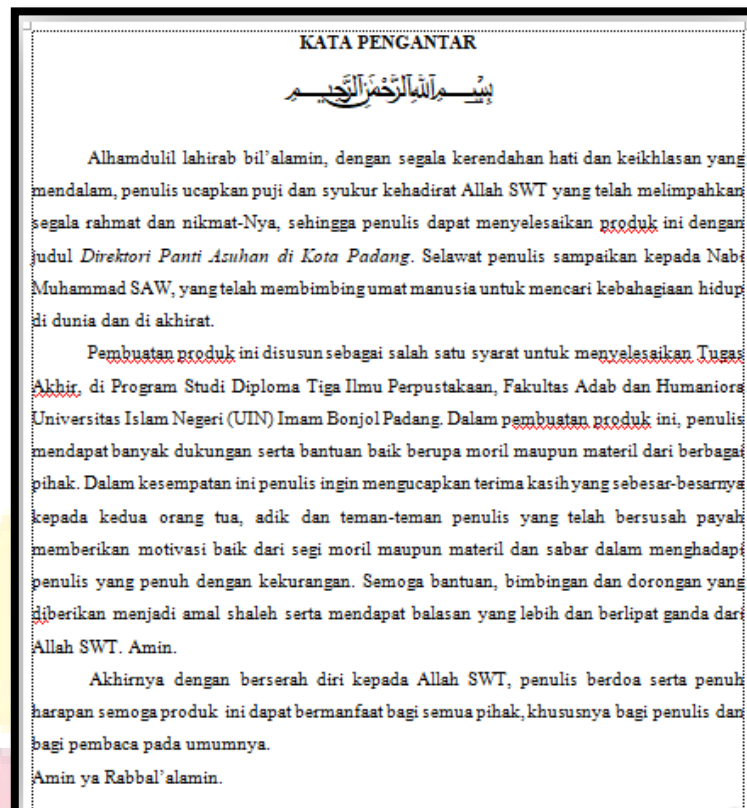 KATA PENGANTAR
بِسْمِ اللهِ الرَّحْمٰنِ الرَّحِيْمِ
Alhamdulil lahirab bil’alamin, dengan segala kerendahan hati dan keikhlasan yang
mendalam, penulis ucapkan puji dan syukur kehadirat Allah SWT yang telah melimpahkan
segala rahmat dan nikmat-Nya, sehingga penulis dapat menyelesaikan produk ini dengan
judul Direktori Panti Asuhan di Kota Padang. Selawat penulis sampaikan kepada Nabi
Muhammad SAW, yang telah membimbing umat manusia untuk mencari kebahagiaan hidup
di dunia dan di akhirat.
Pembuatan produk ini disusun sebagai salah satu syarat untuk menyelesaikan Tugas
Akhir, di Program Studi Diploma Tiga Ilmu Perpustakaan, Fakultas Adab dan Humaniora
Universitas Islam Negeri (UIN) Imam Bonjol Padang. Dalam pembuatan produk ini, penulis
mendapat banyak dukungan serta bantuan baik berupa moril maupun materil dari berbagai
pihak. Dalam kesempatan ini penulis ingin mengucapkan terima kasih yang sebesar-besarnya
kepada kedua orang tua, adik dan teman-teman penulis yang telah bersusah payah
memberikan motivasi baik dari segi moril maupun materil dan sabar dalam menghadapi
penulis yang penuh dengan kekurangan. Semoga bantuan, bimbingan dan dorongan yang
diberikan menjadi amal shaleh serta mendapat balasan yang lebih dan berlipat ganda dari
Allah SWT. Amin.
Akhirnya dengan berserah diri kepada Allah SWT, penulis berdoa serta penuh
harapan semoga produk ini dapat bermanfaat bagi semua pihak, khususnya bagi penulis dan
bagi pembaca pada umumnya.
Amin ya Rabbal’alamin.